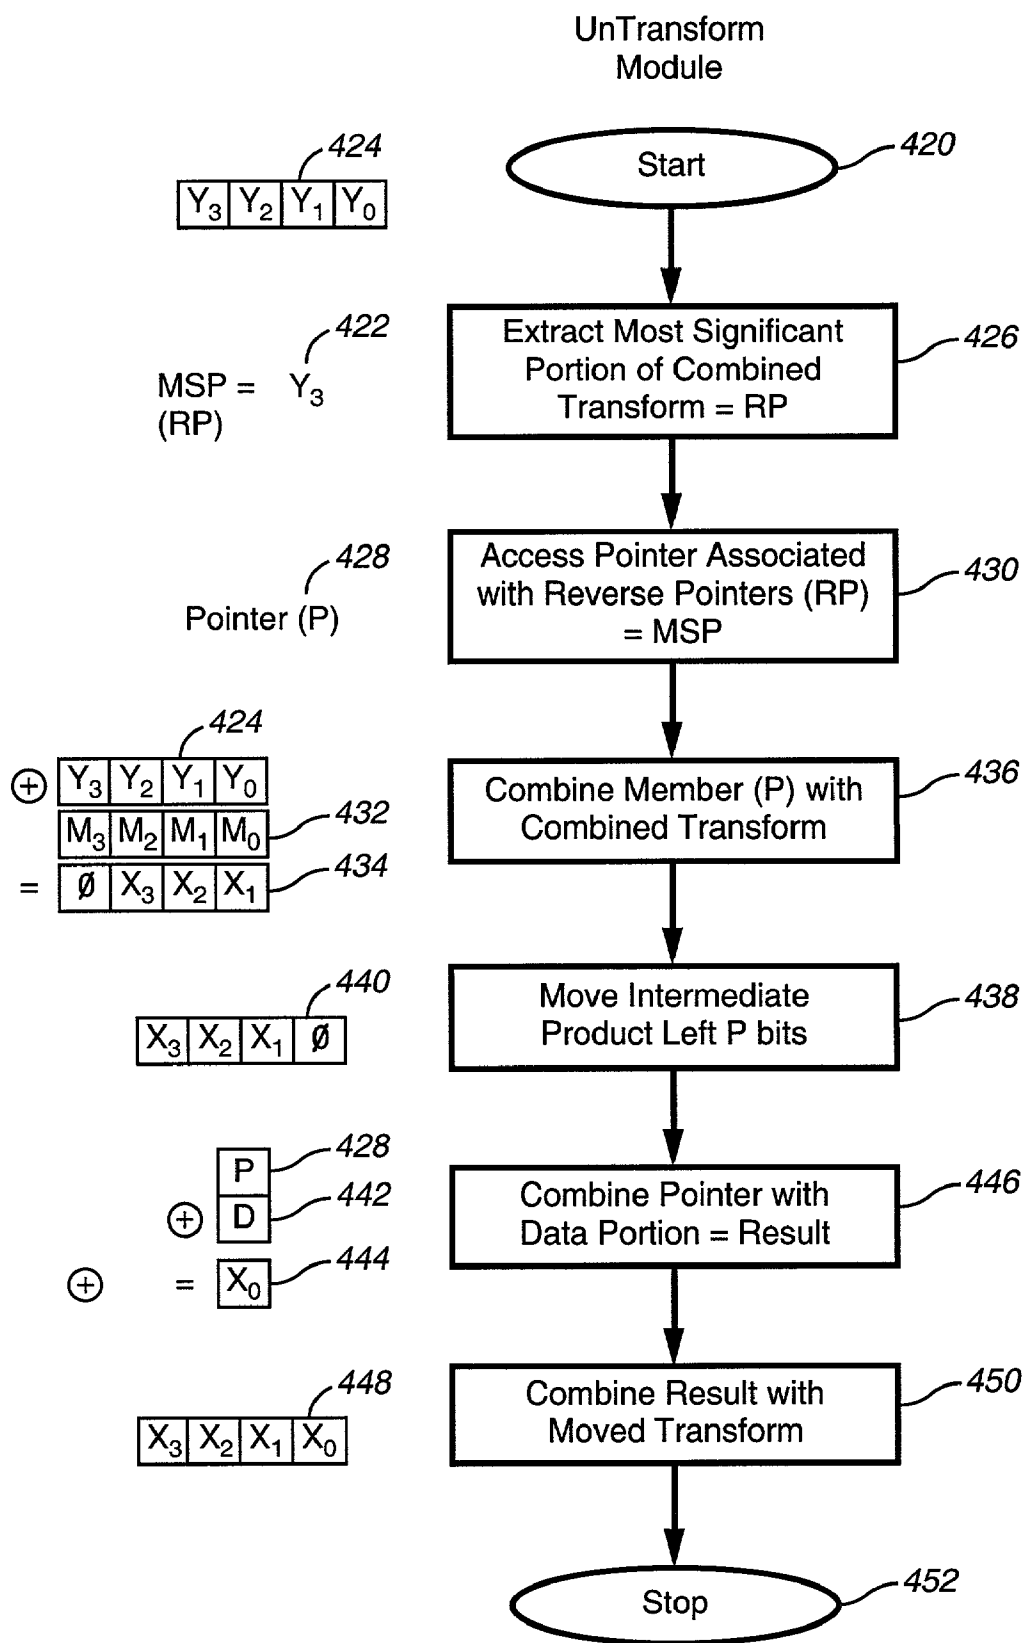 UnTransform
Module
424
Y₃ Y₂ Y₁ Y₀
Start
420
422
MSP = Y₃
(RP)
Extract Most Significant
Portion of Combined
Transform = RP
426
428
Pointer (P)
Access Pointer Associated
with Reverse Pointers (RP)
= MSP
430
424
⊕ Y₃ Y₂ Y₁ Y₀
M₃ M₂ M₁ M₀ 432
= Ø X₃ X₂ X₁ 434
Combine Member (P) with
Combined Transform
436
440
X₃ X₂ X₁ Ø
Move Intermediate
Product Left P bits
438
P 428
⊕ D 442
⊕ = X₀ 444
Combine Pointer with
Data Portion = Result
446
448
X₃ X₂ X₁ X₀
Combine Result with
Moved Transform
450
Stop
452